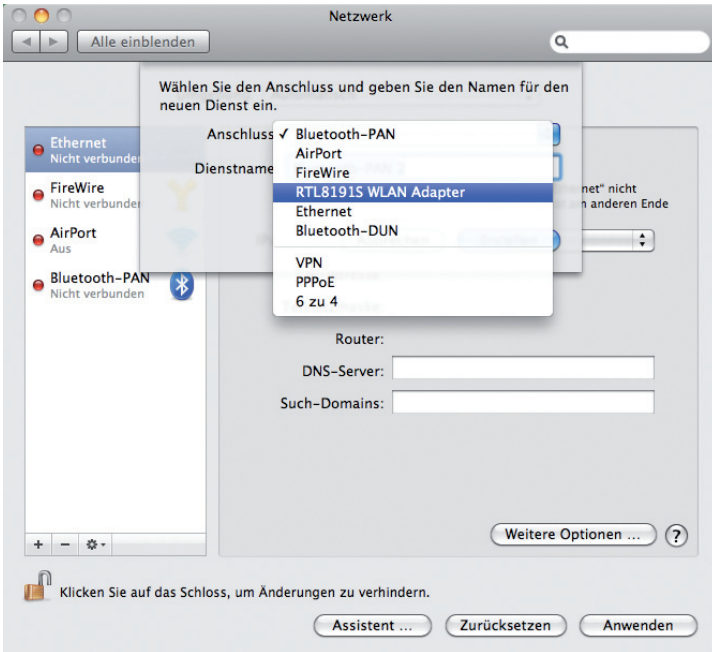 Netzwerk
Alle einblenden
Wählen Sie den Anschluss und geben Sie den Namen für den
neuen Dienst ein.
Anschluss ✓ Bluetooth-PAN
AirPort
FireWire
RTL8191S WLAN Adapter
Ethernet
Bluetooth-DUN
VPN
PPPoE
6 zu 4
Dienstname
Ethernet
Nicht verbunden
FireWire
Nicht verbunden
AirPort
Aus
Bluetooth-PAN
Nicht verbunden
nicht
anderen Ende
Router:
DNS-Server:
Such-Domains:
Weitere Optionen ... ?
+ −
Klicken Sie auf das Schloss, um Änderungen zu verhindern.
Assistent ... Zurücksetzen Anwenden